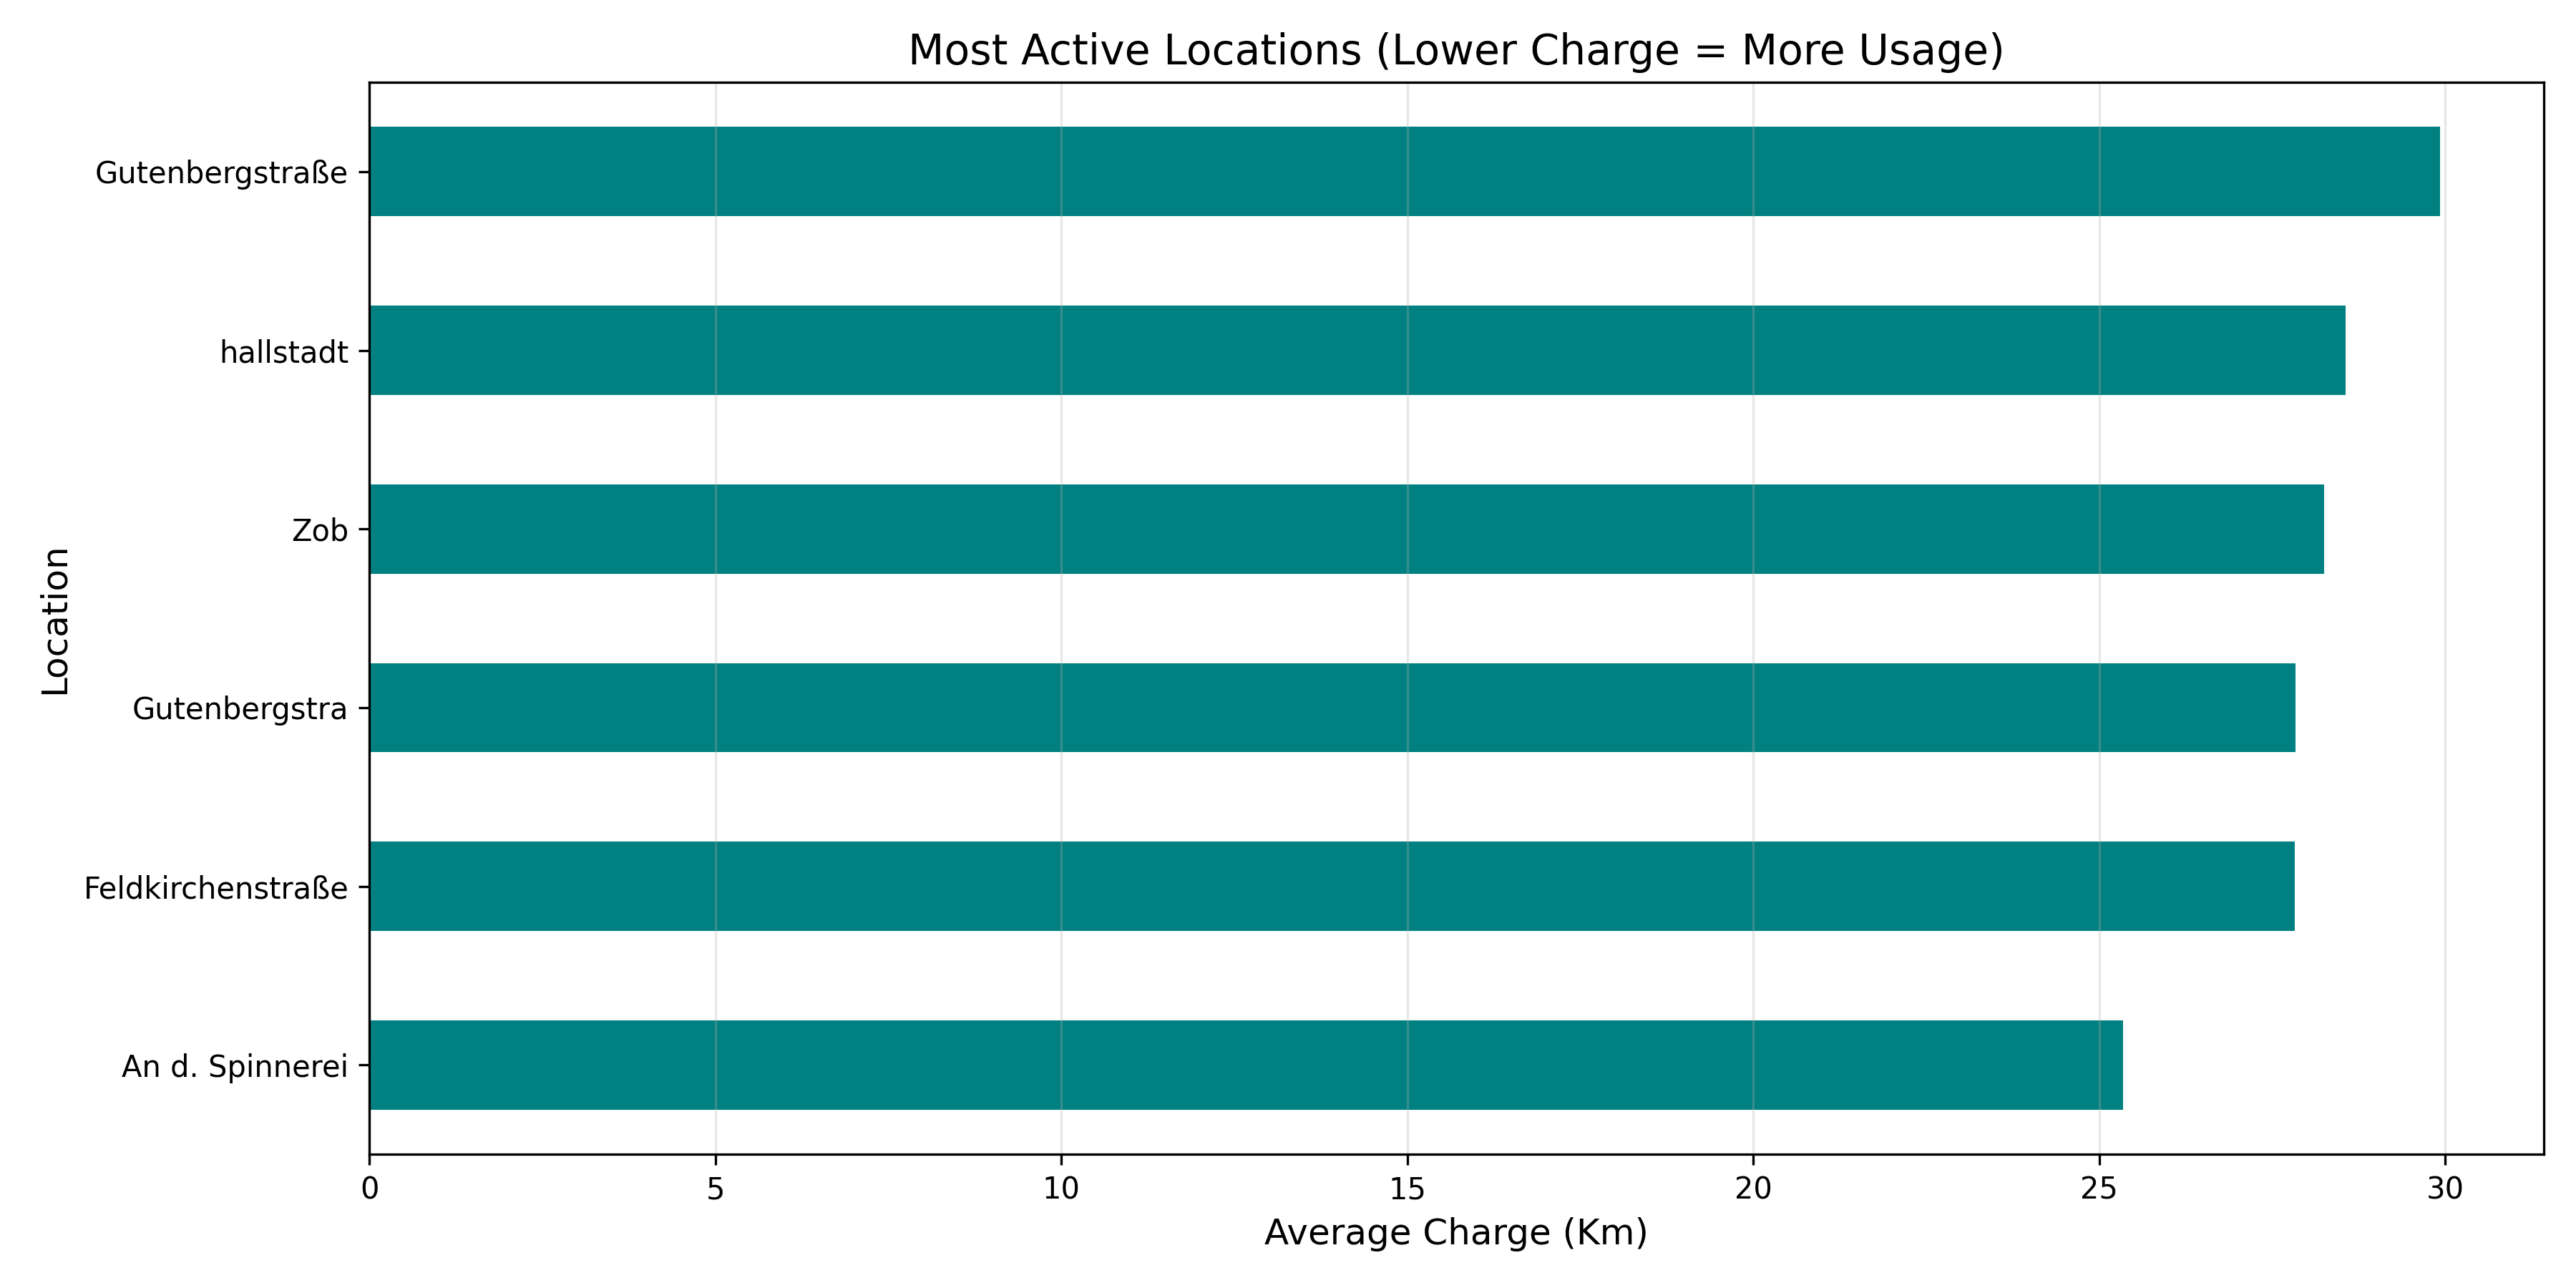 Most Active Locations (Lower Charge = More Usage)
Location
Gutenbergstraße
hallstadt
Zob
Gutenbergstra
Feldkirchenstraße
An d. Spinnerei
0 5 10 15 20 25 30
Average Charge (Km)